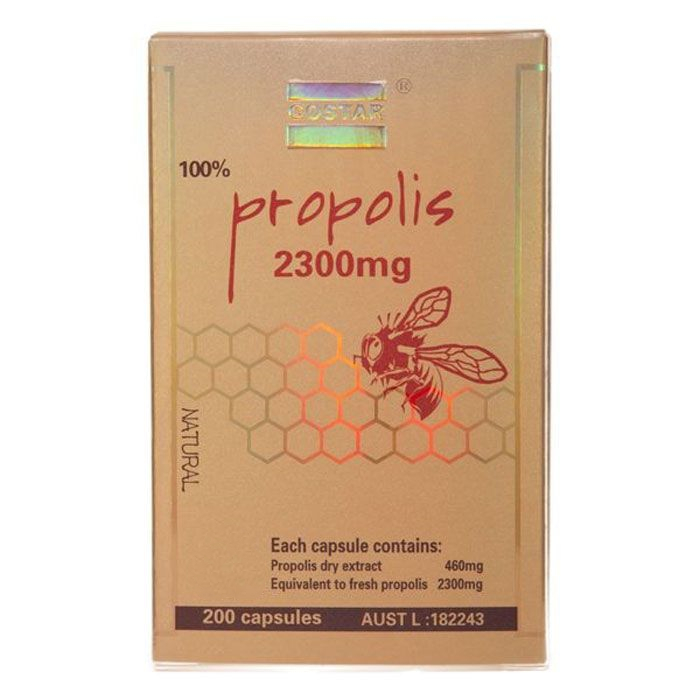 COSTAR ®
100%
propolis
2300mg
NATURAL
Each capsule contains:
Propolis dry extract 460mg
Equivalent to fresh propolis 2300mg
200 capsules AUST L :182243